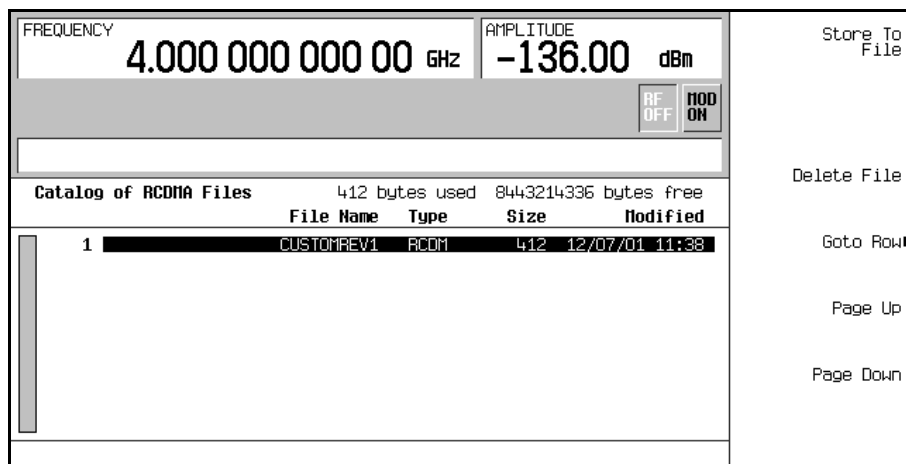 FREQUENCY
4.000 000 000 00 GHz
AMPLITUDE
-136.00 dBm
RF OFF
MOD ON
Catalog of RCDMA Files 412 bytes used 8443214336 bytes free
File Name Type Size Modified
1 CUSTOMREV1 RCDM 412 12/07/01 11:38
Store To
File
Delete File
Goto Row
Page Up
Page Down